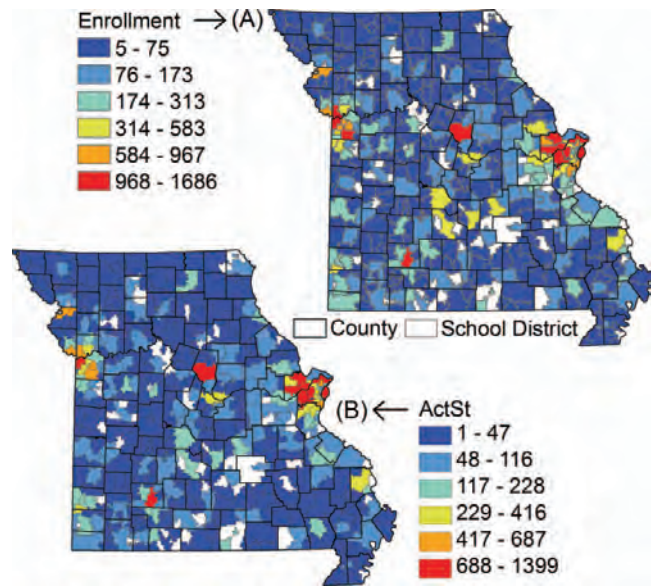 Enrollment → (A)
5 - 75
76 - 173
174 - 313
314 - 583
584 - 967
968 - 1686
County School District
(B) ← ActSt
1 - 47
48 - 116
117 - 228
229 - 416
417 - 687
688 - 1399